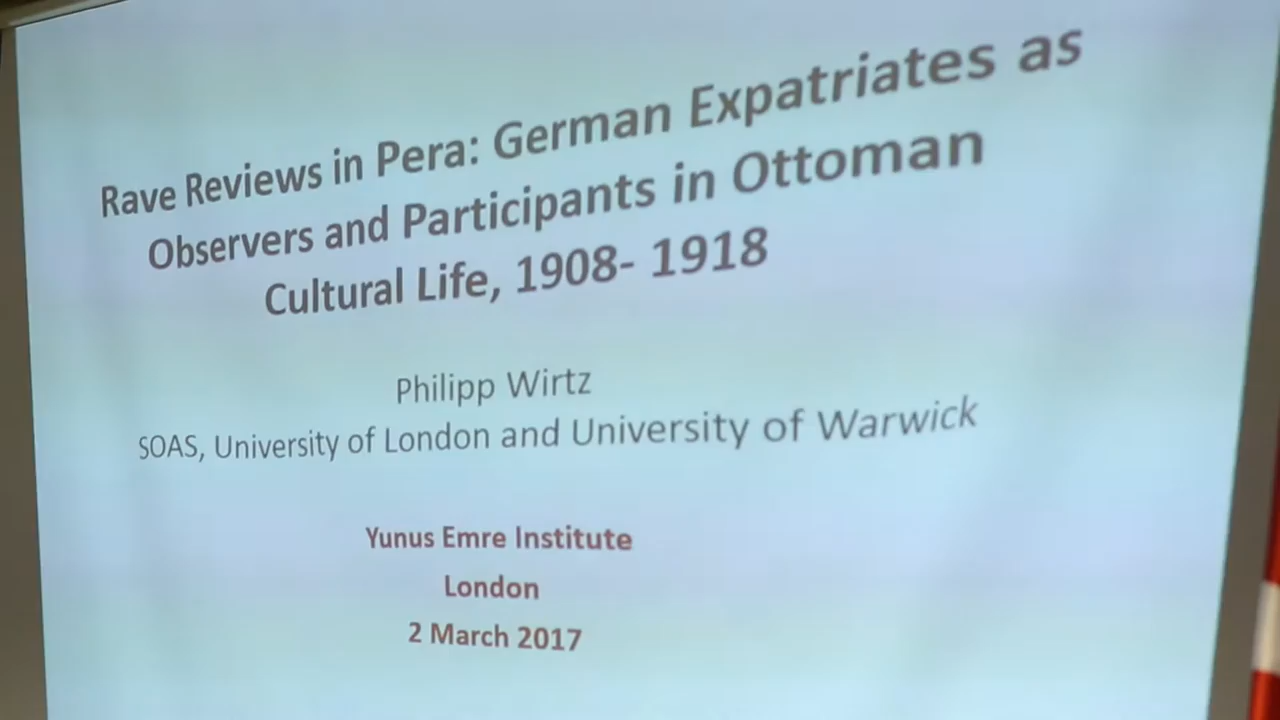 Rave Reviews in Pera: German Expatriates as
Observers and Participants in Ottoman
Cultural Life, 1908- 1918
Philipp Wirtz
SOAS, University of London and University of Warwick
Yunus Emre Institute
London
2 March 2017